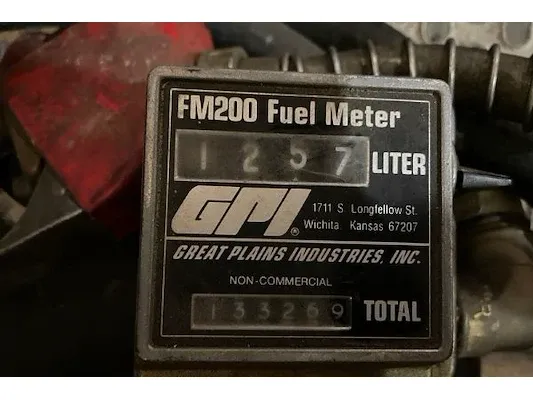 FM200 Fuel Meter
1257 LITER
GPI®
1711 S. Longfellow St.
Wichita, Kansas 67207
GREAT PLAINS INDUSTRIES, INC.
NON-COMMERCIAL
133269 TOTAL